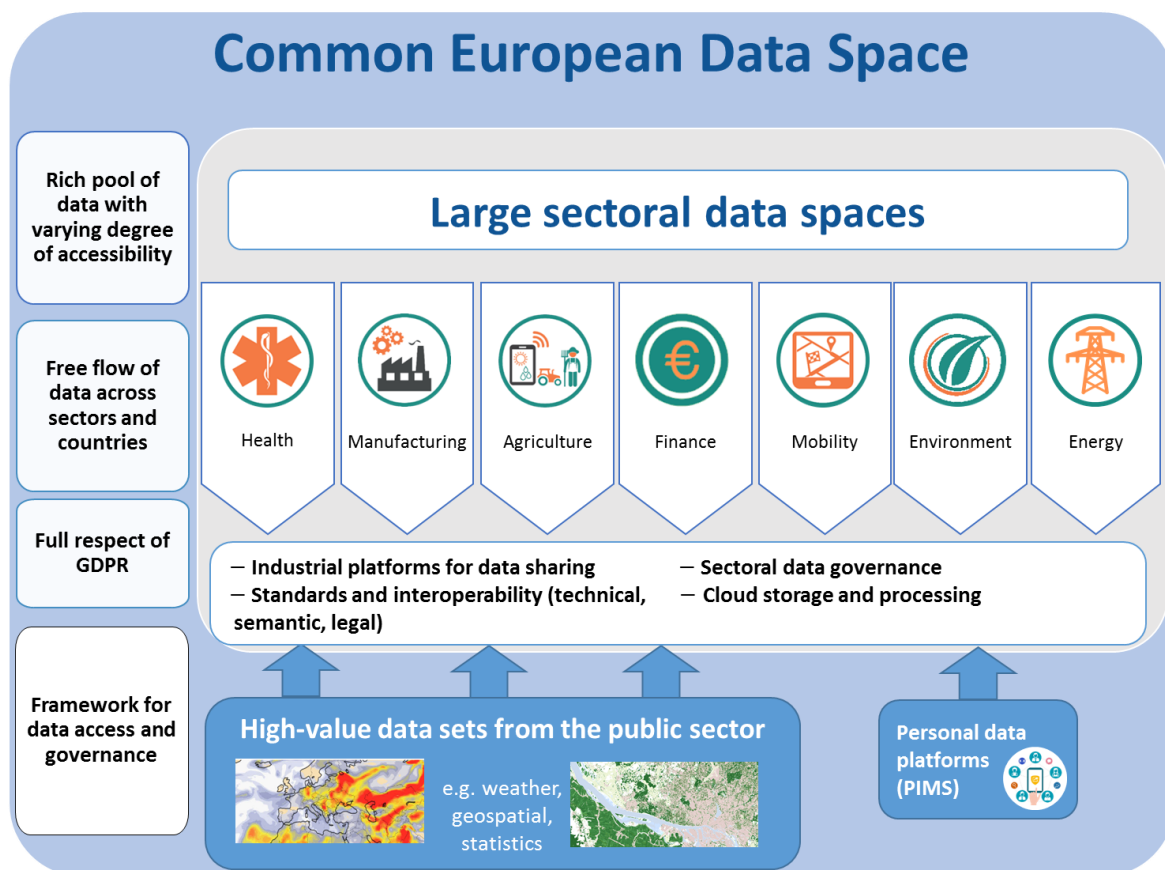 Common European Data Space
Rich pool of
data with
varying degree
of accessibility
Free flow of
data across
sectors and
countries
Full respect of
GDPR
Framework for
data access and
governance
Large sectoral data spaces
Health
Manufacturing
Agriculture
Finance
Mobility
Environment
Energy
– Industrial platforms for data sharing
– Standards and interoperability (technical,
semantic, legal)
– Sectoral data governance
– Cloud storage and processing
High-value data sets from the public sector
e.g. weather,
geospatial,
statistics
Personal data
platforms
(PIMS)